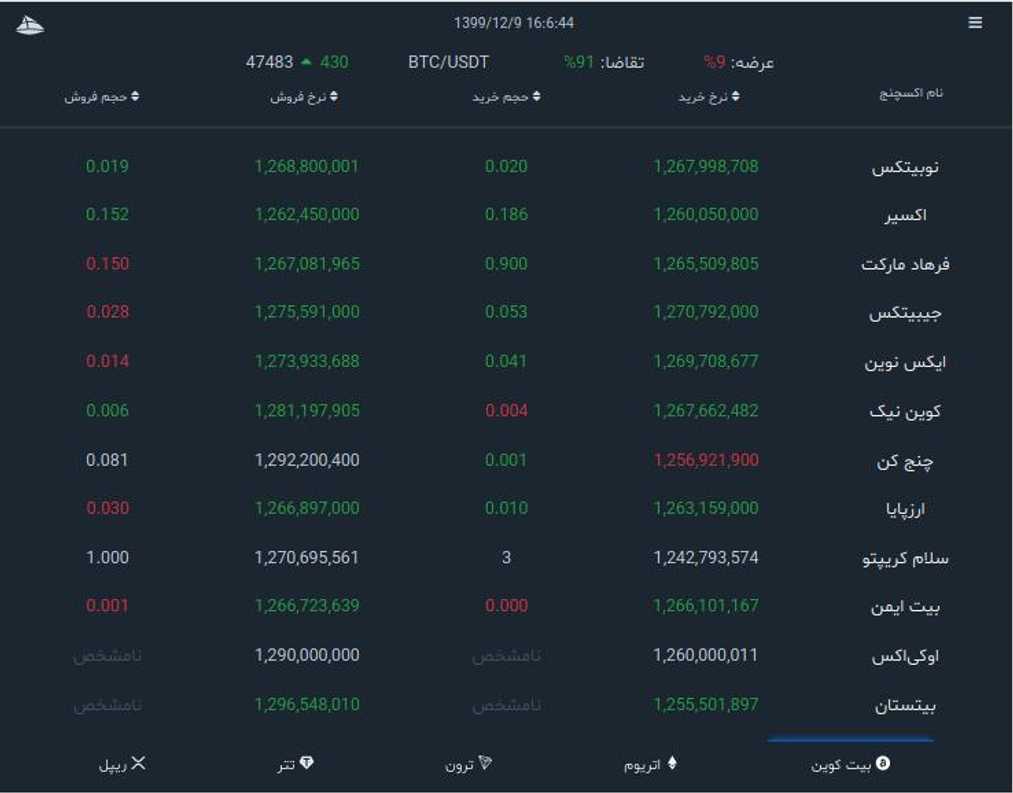 1399/12/9 16:6:44
عرضه: 9% تقاضا: 91% BTC/USDT 47483 430
نام اکسچنج نرخ خرید حجم خرید نرخ فروش حجم فروش
نوبیتکس 1,267,998,708 0.020 1,268,800,001 0.019
اکسیر 1,260,050,000 0.186 1,262,450,000 0.152
فرهاد مارکت 1,265,509,805 0.900 1,267,081,965 0.150
جیبیتکس 1,270,792,000 0.053 1,275,591,000 0.028
ایکس نوین 1,269,708,677 0.041 1,273,933,688 0.014
کوین نیک 1,267,662,482 0.004 1,281,197,905 0.006
چنج کن 1,256,921,900 0.001 1,292,200,400 0.081
ارزپایا 1,263,159,000 0.010 1,266,897,000 0.030
سلام کریپتو 1,242,793,574 3 1,270,695,561 1.000
بیت ایمن 1,266,101,167 0.000 1,266,723,639 0.001
اوکی‌اکس 1,260,000,011 نامشخص 1,290,000,000 نامشخص
بیتستان 1,255,501,897 نامشخص 1,296,548,010 نامشخص
بیت کوین اتریوم ترون تتر ریپل